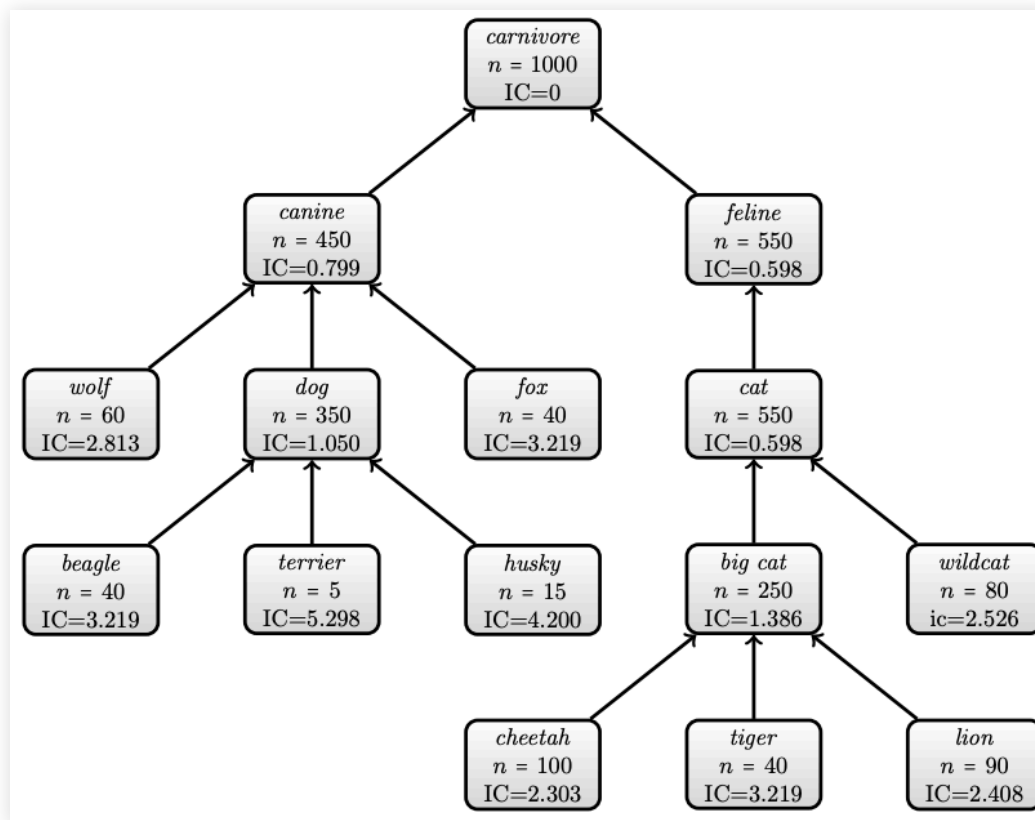 carnivore
n = 1000
IC=0
canine
n = 450
IC=0.799
feline
n = 550
IC=0.598
wolf
n = 60
IC=2.813
dog
n = 350
IC=1.050
fox
n = 40
IC=3.219
cat
n = 550
IC=0.598
beagle
n = 40
IC=3.219
terrier
n = 5
IC=5.298
husky
n = 15
IC=4.200
big cat
n = 250
IC=1.386
wildcat
n = 80
ic=2.526
cheetah
n = 100
IC=2.303
tiger
n = 40
IC=3.219
lion
n = 90
IC=2.408